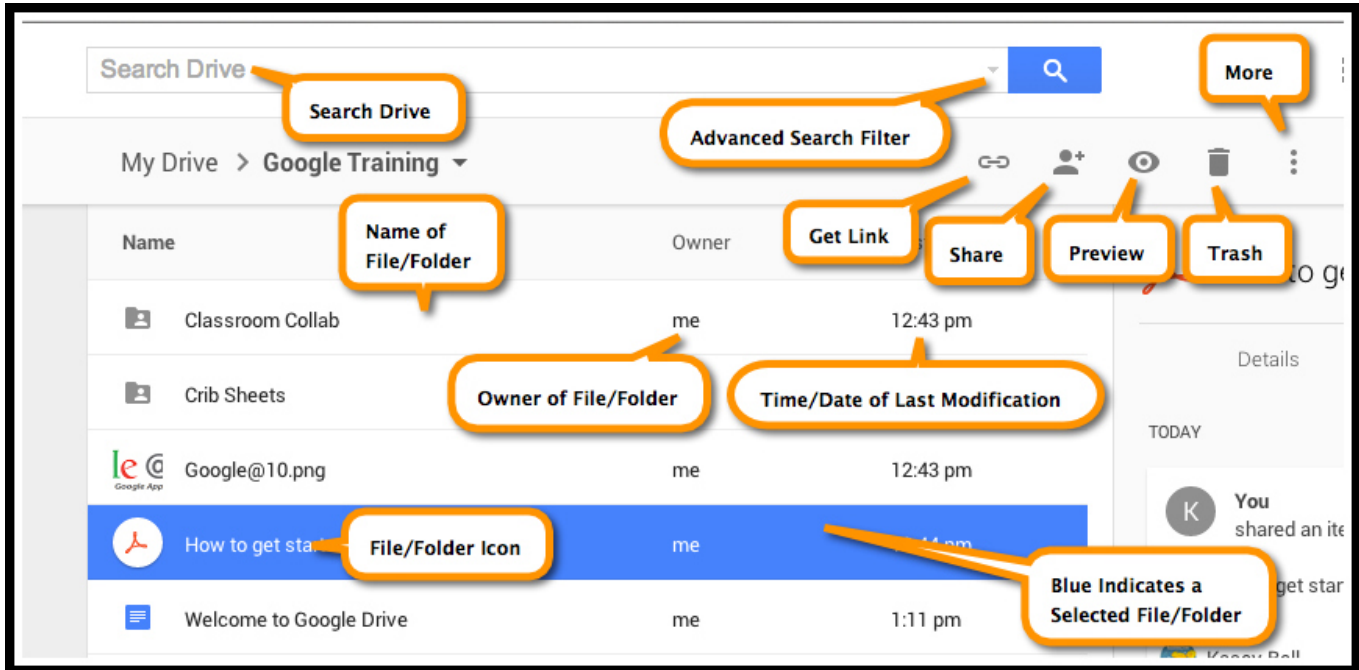 Search Drive
Search Drive
More
Advanced Search Filter
My Drive > Google Training
Get Link
Share
Preview
Trash
Name
Name of
File/Folder
Owner
to ge
Classroom Collab
me
12:43 pm
Details
Crib Sheets
Owner of File/Folder
Time/Date of Last Modification
TODAY
Google@10.png
me
12:43 pm
le @
Google App
K
You
shared an ite
How to get sta
File/Folder Icon
me
pm
Blue Indicates a
Selected File/Folder
get star
Welcome to Google Drive
me
1:11 pm